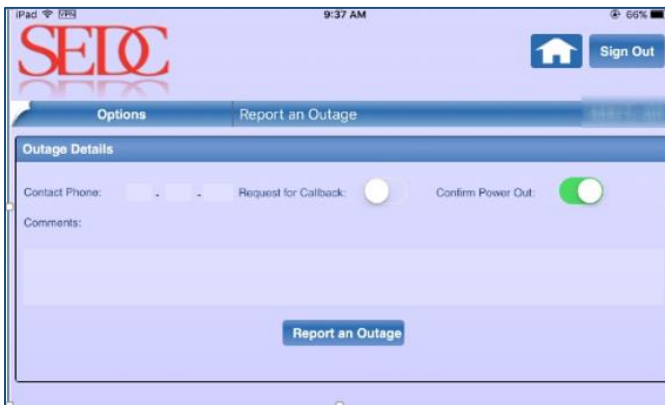 iPad VPN 9:37 AM 66%
SEDC
Sign Out
Options Report an Outage
Outage Details
Contact Phone: - - Request for Callback: Confirm Power Out:
Comments:
Report an Outage